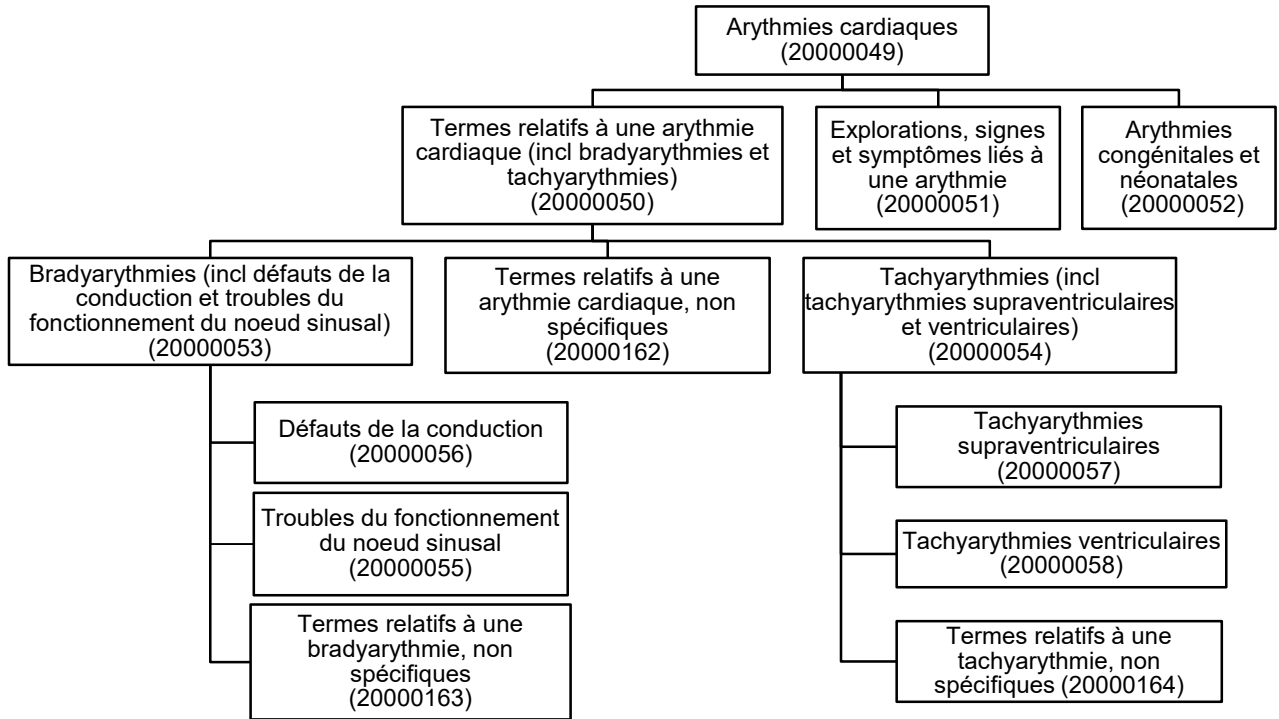 Arythmies cardiaques
(20000049)
Termes relatifs à une arythmie
cardiaque (incl bradyarythmies et
tachyarythmies)
(20000050)
Explorations, signes
et symptômes liés à
une arythmie
(20000051)
Arythmies
congénitales et
néonatales
(20000052)
Bradyarythmies (incl défauts de la
conduction et troubles du
fonctionnement du noeud sinusal)
(20000053)
Termes relatifs à une
arythmie cardiaque, non
spécifiques
(20000162)
Tachyarythmies (incl
tachyarythmies supraventriculaires
et ventriculaires)
(20000054)
Défauts de la conduction
(20000056)
Troubles du fonctionnement
du noeud sinusal
(20000055)
Termes relatifs à une
bradyarythmie, non
spécifiques
(20000163)
Tachyarythmies
supraventriculaires
(20000057)
Tachyarythmies ventriculaires
(20000058)
Termes relatifs à une
tachyarythmie, non
spécifiques (20000164)